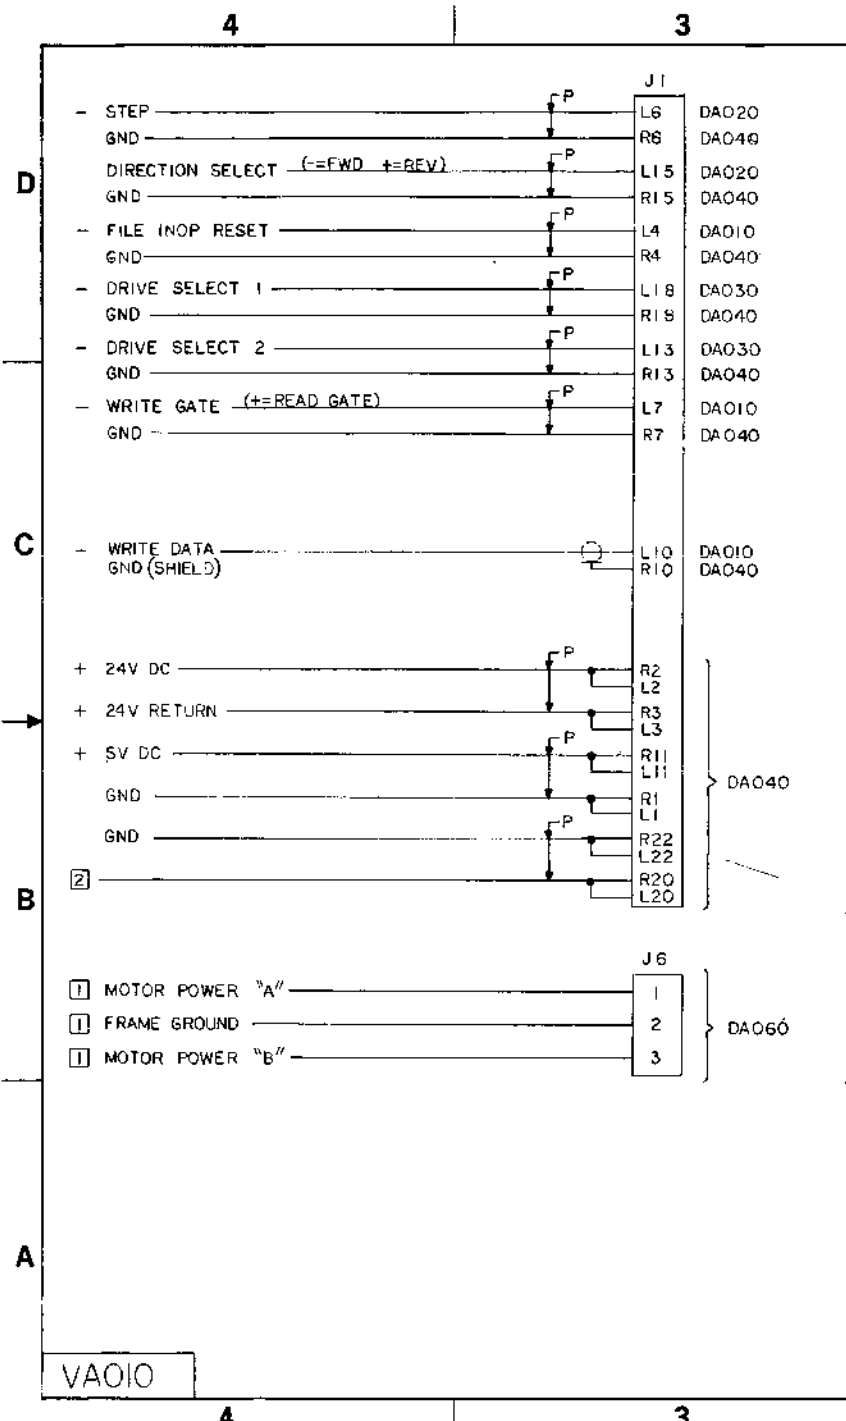 4 3
J1
- STEP P L6 DA020
GND R6 DA040
DIRECTION SELECT (-=FWD +=REV) P L15 DA020
D
GND R15 DA040
- FILE INOP RESET P L4 DA010
GND R4 DA040
- DRIVE SELECT 1 P L18 DA030
GND R18 DA040
- DRIVE SELECT 2 P L13 DA030
GND R13 DA040
- WRITE GATE (+=READ GATE) P L7 DA010
GND R7 DA040
C
- WRITE DATA L10 DA010
GND (SHIELD) R10 DA040
+ 24V DC P R2
L2
+ 24V RETURN R3
L3
+ 5V DC P R11
L11
DA040
GND R1
L1
GND P R22
L22
2 R20
B
L20
J6
1 MOTOR POWER "A" 1
1 FRAME GROUND 2 DA060
1 MOTOR POWER "B" 3
A
VA010
4 3